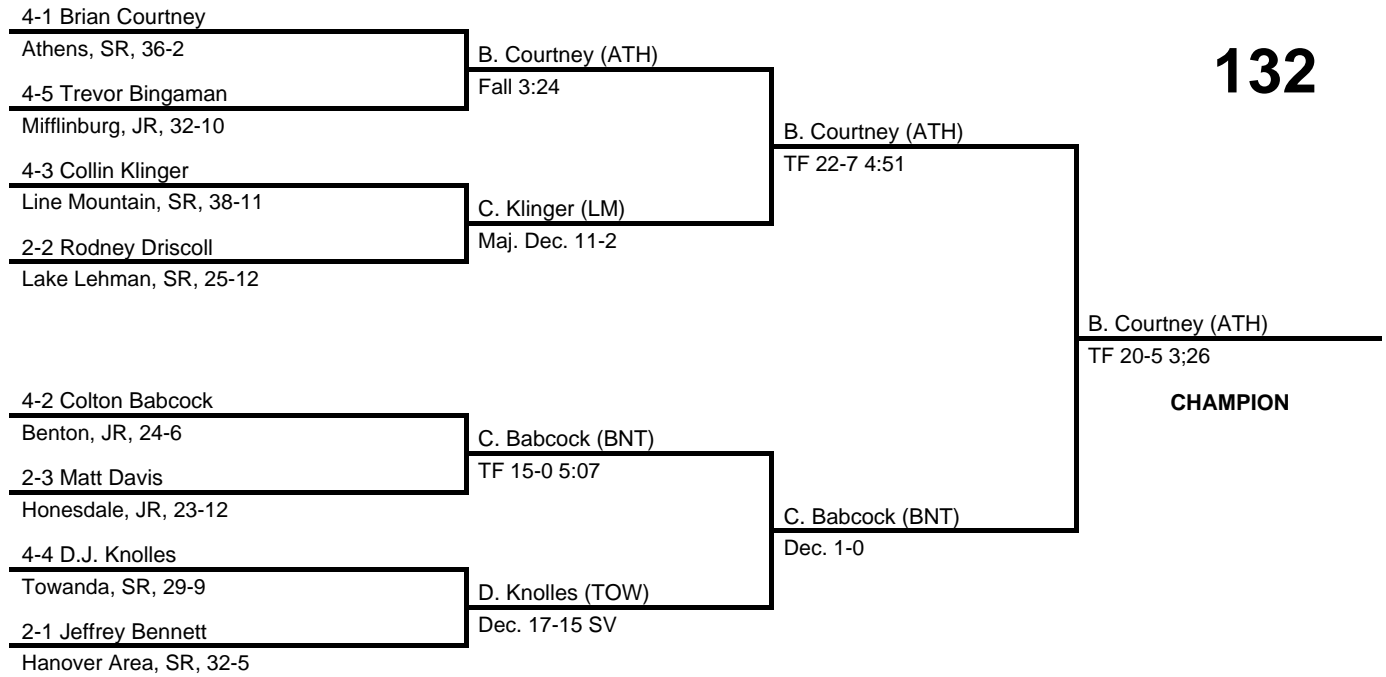 4-1 Brian Courtney
Athens, SR, 36-2
B. Courtney (ATH)
132
Fall 3:24
4-5 Trevor Bingaman
Mifflinburg, JR, 32-10
B. Courtney (ATH)
TF 22-7 4:51
4-3 Collin Klinger
Line Mountain, SR, 38-11
C. Klinger (LM)
Maj. Dec. 11-2
2-2 Rodney Driscoll
Lake Lehman, SR, 25-12
B. Courtney (ATH)
TF 20-5 3;26
CHAMPION
4-2 Colton Babcock
Benton, JR, 24-6
C. Babcock (BNT)
TF 15-0 5:07
2-3 Matt Davis
Honesdale, JR, 23-12
C. Babcock (BNT)
Dec. 1-0
4-4 D.J. Knolles
Towanda, SR, 29-9
D. Knolles (TOW)
Dec. 17-15 SV
2-1 Jeffrey Bennett
Hanover Area, SR, 32-5